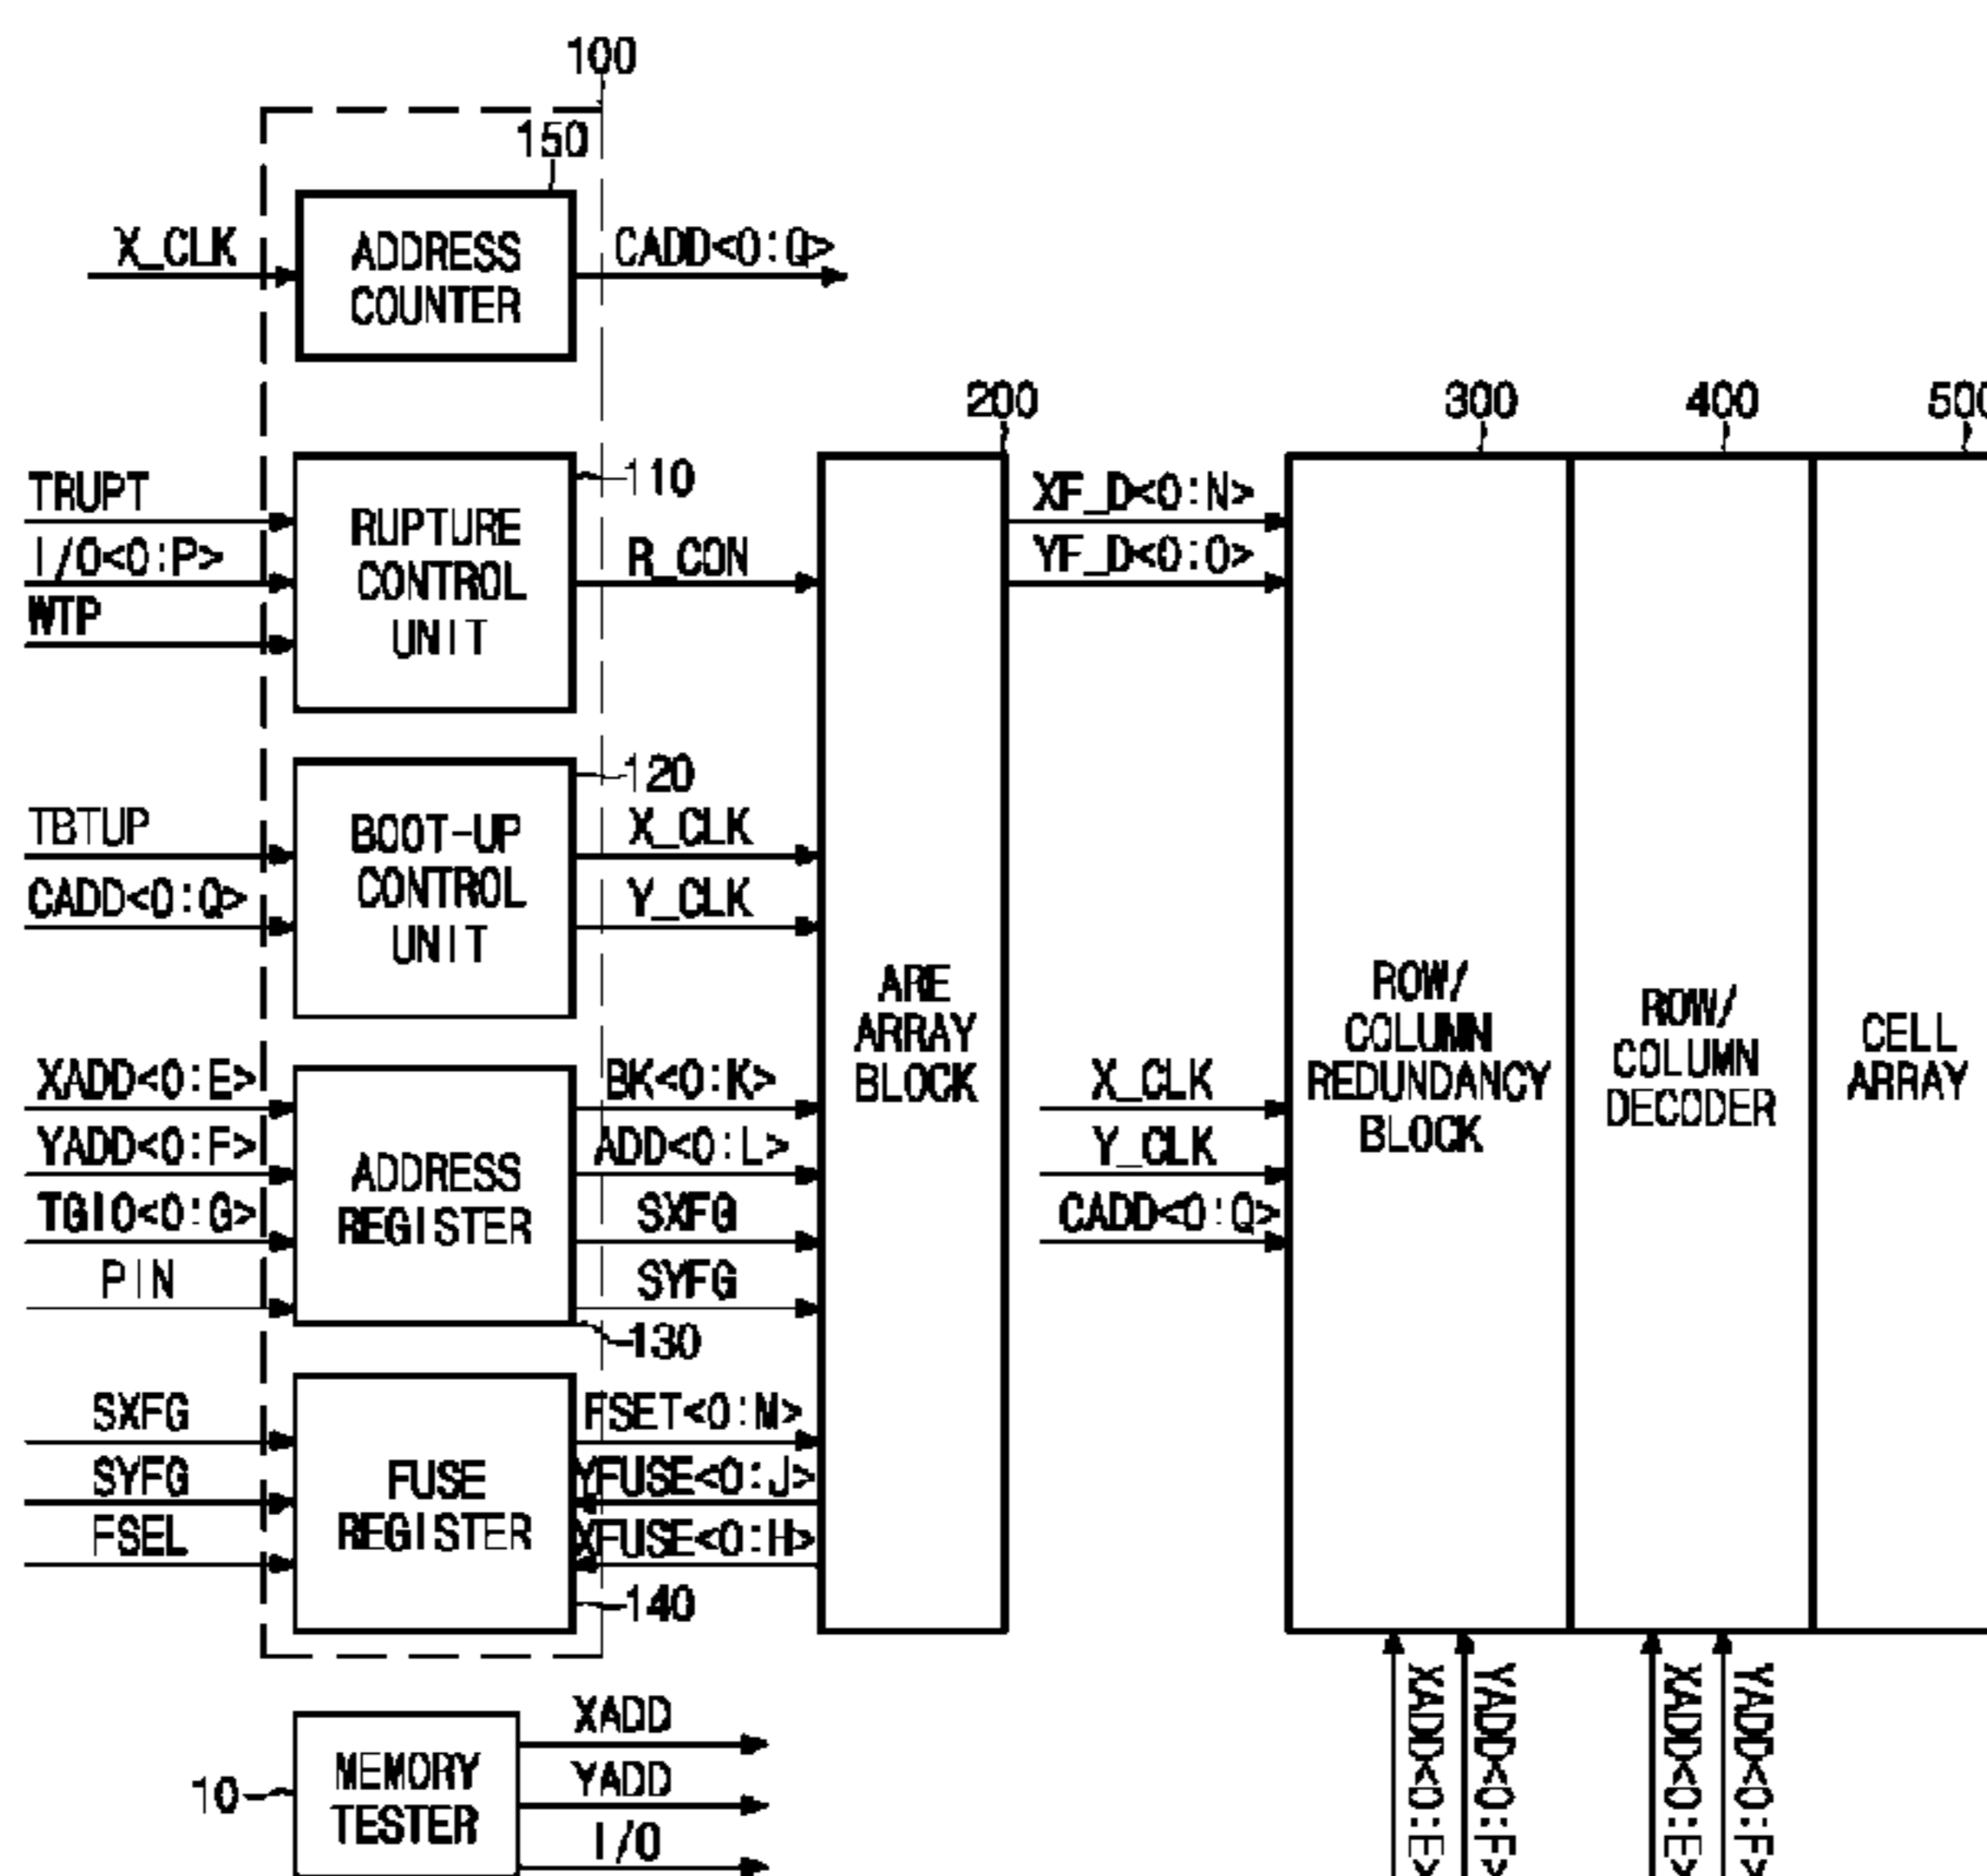 100
150
X_CLK
ADDRESS
COUNTER
CADD<0:Q>
200
300
400
500
TRUPT
I/O<0:P>
WTP
RUPTURE
CONTROL
UNIT
110
R_CON
XF_D<0:N>
YF_D<0:O>
TBTUP
CADD<0:Q>
BOOT-UP
CONTROL
UNIT
120
X_CLK
Y_CLK
ARE
ARRAY
BLOCK
X_CLK
Y_CLK
CADD<0:Q>
ROW/
COLUMN
REDUNDANCY
BLOCK
ROW/
COLUMN
DECODER
CELL
ARRAY
XADD<0:E>
YADD<0:F>
TGIO<0:G>
PIN
ADDRESS
REGISTER
BK<0:K>
ADD<0:L>
SXFG
SYFG
130
SXFG
SYFG
FSEL
FUSE
REGISTER
FSET<0:M>
YFUSE<0:J>
XFUSE<0:H>
140
10
MEMORY
TESTER
XADD
YADD
I/O
XADD<0:E>
YADD<0:F>
XADD<0:E>
YADD<0:F>